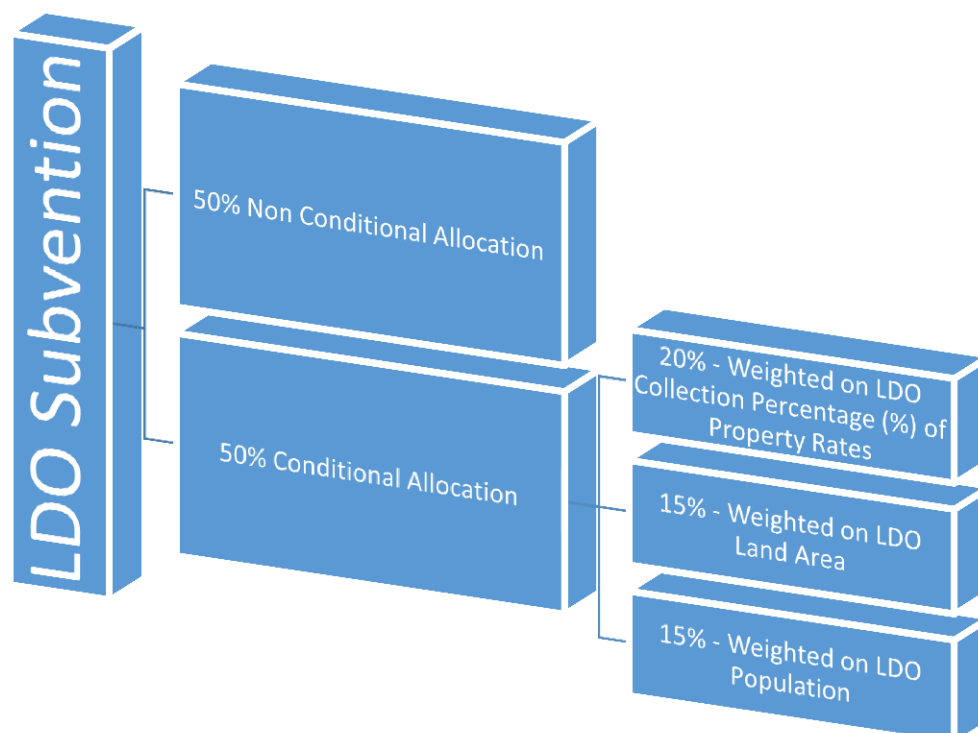 LDO Subvention
50% Non Conditional Allocation
50% Conditional Allocation
20% - Weighted on LDO
Collection Percentage (%) of
Property Rates
15% - Weighted on LDO
Land Area
15% - Weighted on LDO
Population